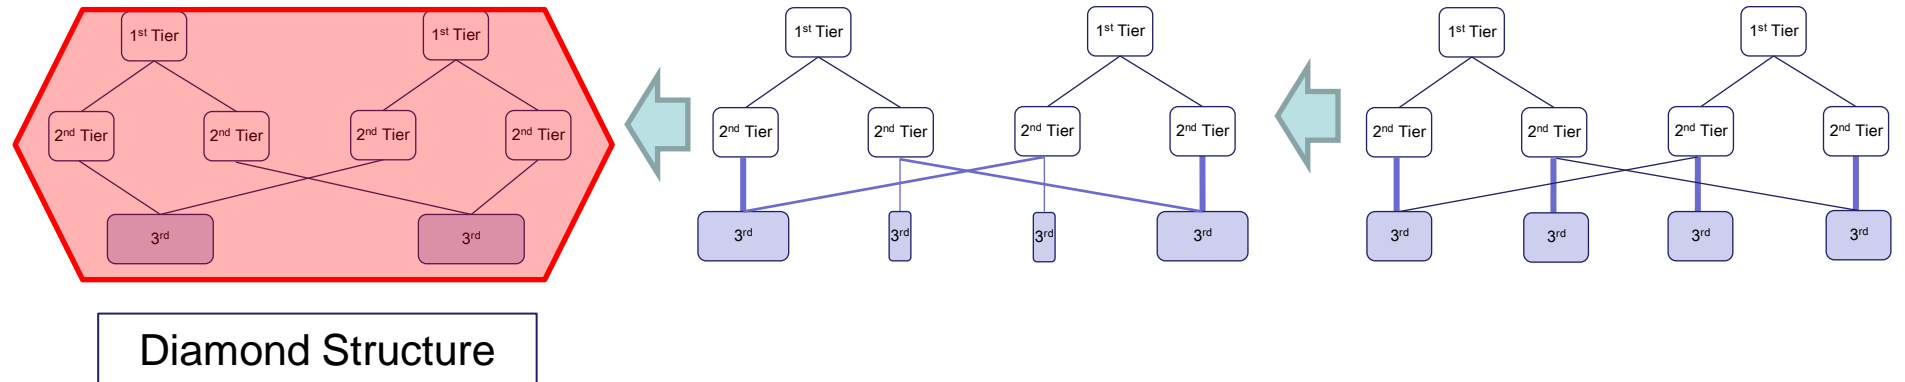 1st Tier 1st Tier 1st Tier 1st Tier 1st Tier 1st Tier
2nd Tier 2nd Tier 2nd Tier 2nd Tier 2nd Tier 2nd Tier 2nd Tier 2nd Tier 2nd Tier 2nd Tier 2nd Tier 2nd Tier
3rd 3rd 3rd 3rd 3rd 3rd 3rd 3rd 3rd 3rd
Diamond Structure